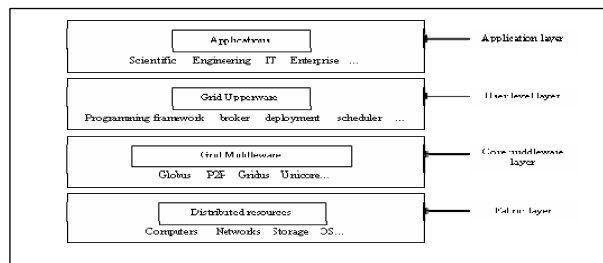 Applications
Application layer
Scientific Engineering IT Enterprise ...
Grid Upperware
User level layer
Programming framework broker deployment scheduler ...
Grid Middleware
Core middleware
layer
Globus P2P Gridus Unicore...
Distributed resources
Fabric layer
Computers Networks Storage OS...